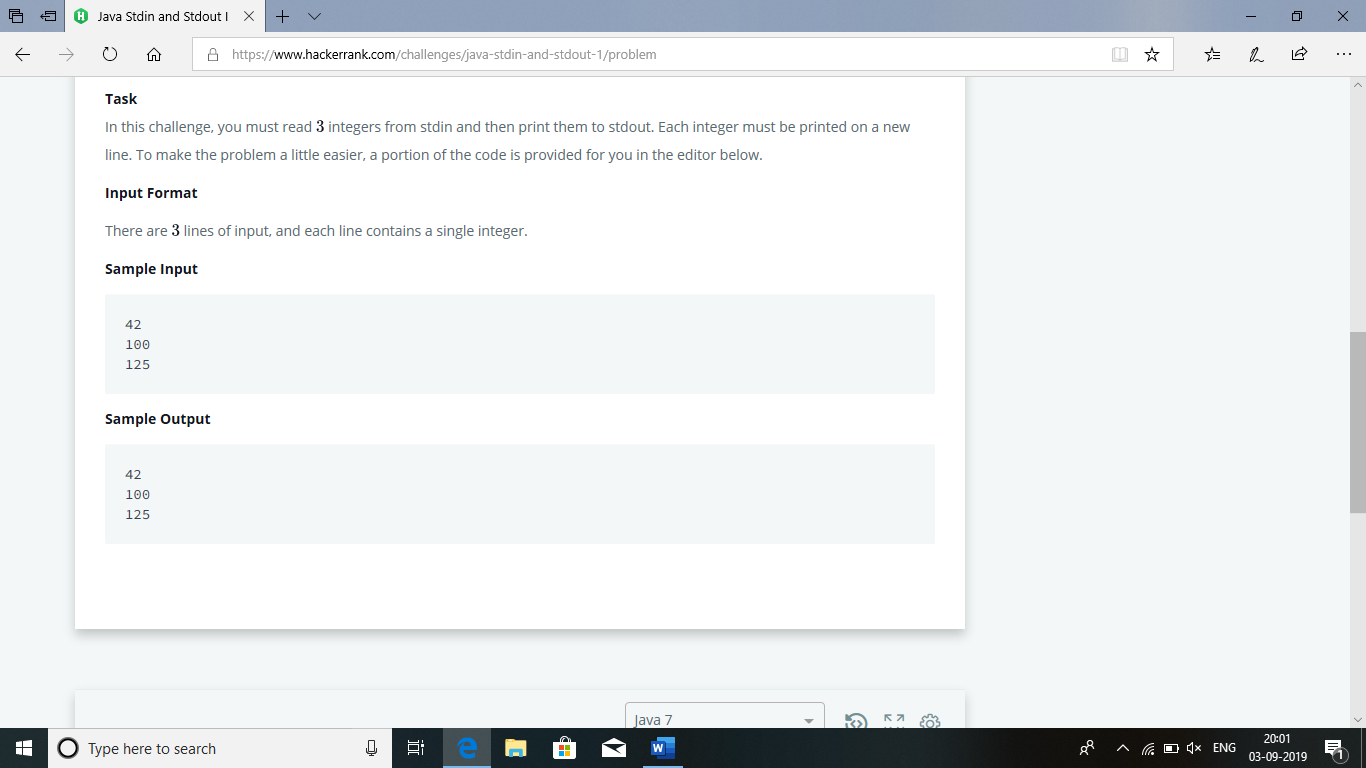 Java Stdin and Stdout I
https://www.hackerrank.com/challenges/java-stdin-and-stdout-1/problem
Task
In this challenge, you must read 3 integers from stdin and then print them to stdout. Each integer must be printed on a new
line. To make the problem a little easier, a portion of the code is provided for you in the editor below.
Input Format
There are 3 lines of input, and each line contains a single integer.
Sample Input
42
100
125
Sample Output
42
100
125
Java 7
Type here to search
W
ENG
20:01
03-09-2019
1